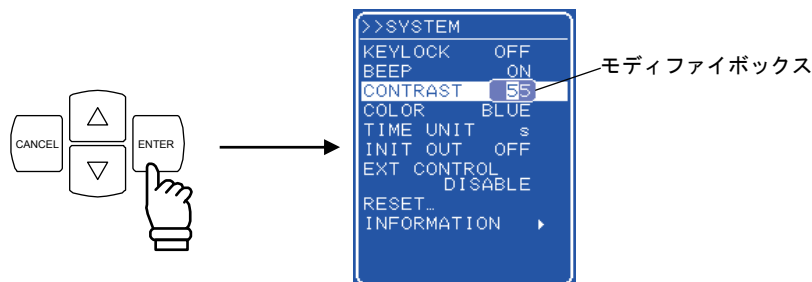 CANCEL
ENTER
>>SYSTEM
KEYLOCK OFF
BEEP ON
CONTRAST 55
COLOR BLUE
TIME UNIT s
INIT OUT OFF
EXT CONTROL
DISABLE
RESET…
INFORMATION
モディファイボックス